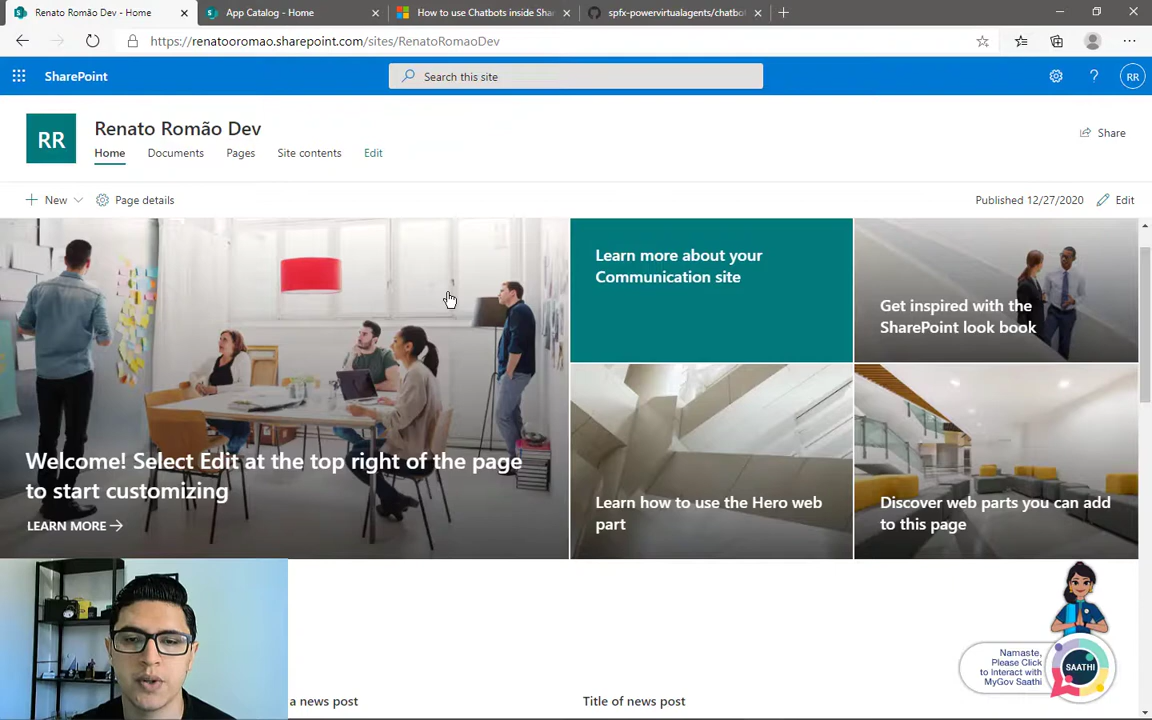 Renato Romão Dev - Home
App Catalog - Home
How to use Chatbots inside Shar
spfx-powervirtualagents/chatbot
https://renatooromao.sharepoint.com/sites/RenatoRomaoDev
SharePoint
Search this site
RR
RR
Renato Romão Dev
Share
Home
Documents
Pages
Site contents
Edit
New
Page details
Published 12/27/2020
Edit
Learn more about your
Communication site
Get inspired with the
SharePoint look book
Welcome! Select Edit at the top right of the page
to start customizing
LEARN MORE
Learn how to use the Hero web
part
Discover web parts you can add
to this page
Namaste,
Please Click
to Interact with
MyGov Saathi
SAATHI
a news post
Title of news post